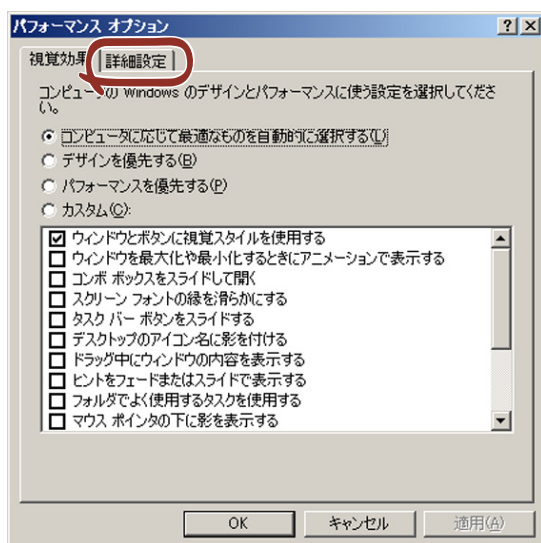 パフォーマンス オプション
視覚効果
詳細設定
コンピュータの Windows のデザインとパフォーマンスに使う設定を選択してくださ
い。
コンピュータに応じて最適なものを自動的に選択する(L)
デザインを優先する(B)
パフォーマンスを優先する(P)
カスタム(C):
ウィンドウとボタンに視覚スタイルを使用する
ウィンドウを最大化や最小化するときにアニメーションで表示する
コンボ ボックスをスライドして開く
スクリーン フォントの縁を滑らかにする
タスク バー ボタンをスライドする
デスクトップのアイコン名に影を付ける
ドラッグ中にウィンドウの内容を表示する
ヒントをフェードまたはスライドで表示する
フォルダでよく使用するタスクを使用する
マウス ポインタの下に影を表示する
OK
キャンセル
適用(A)